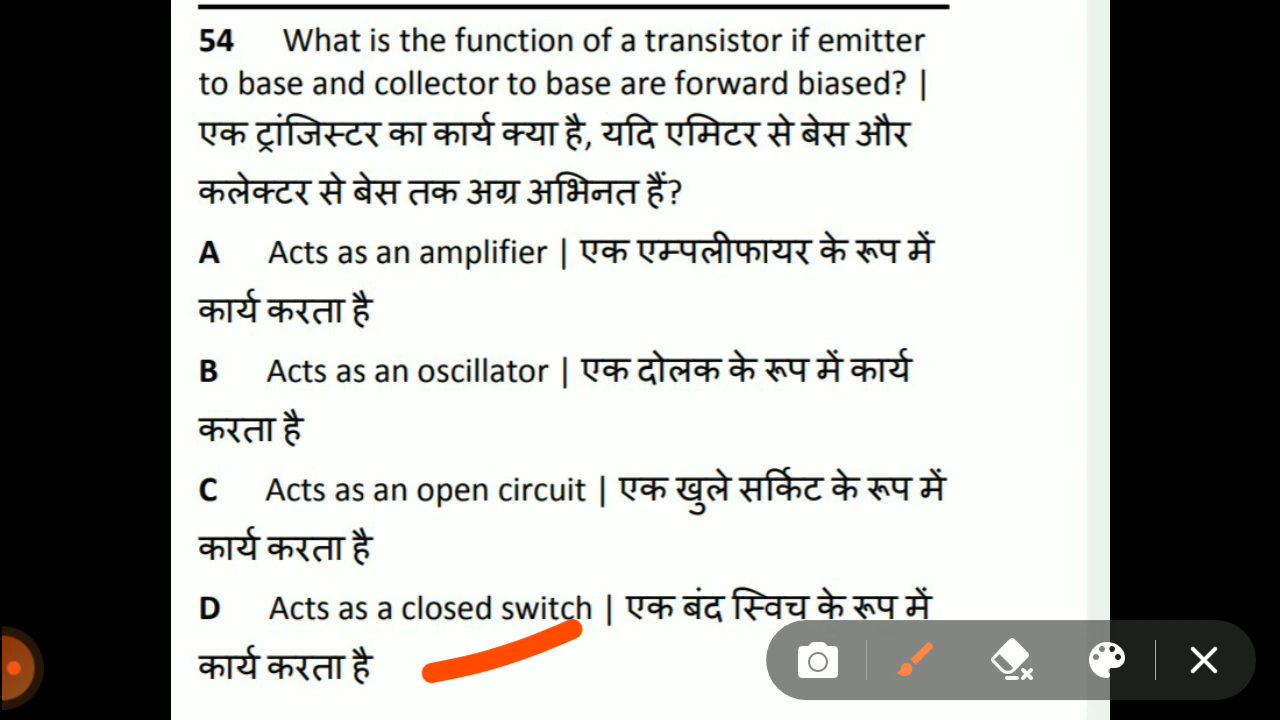 54 What is the function of a transistor if emitter
to base and collector to base are forward biased? |
एक ट्रांजिस्टर का कार्य क्या है, यदि एमिटर से बेस और
कलेक्टर से बेस तक अग्र अभिनत हैं?
A Acts as an amplifier | एक एम्पलीफायर के रूप में
कार्य करता है
B Acts as an oscillator | एक दोलक के रूप में कार्य
करता है
C Acts as an open circuit | एक खुले सर्किट के रूप में
कार्य करता है
D Acts as a closed switch | एक बंद स्विच के रूप में
कार्य करता है